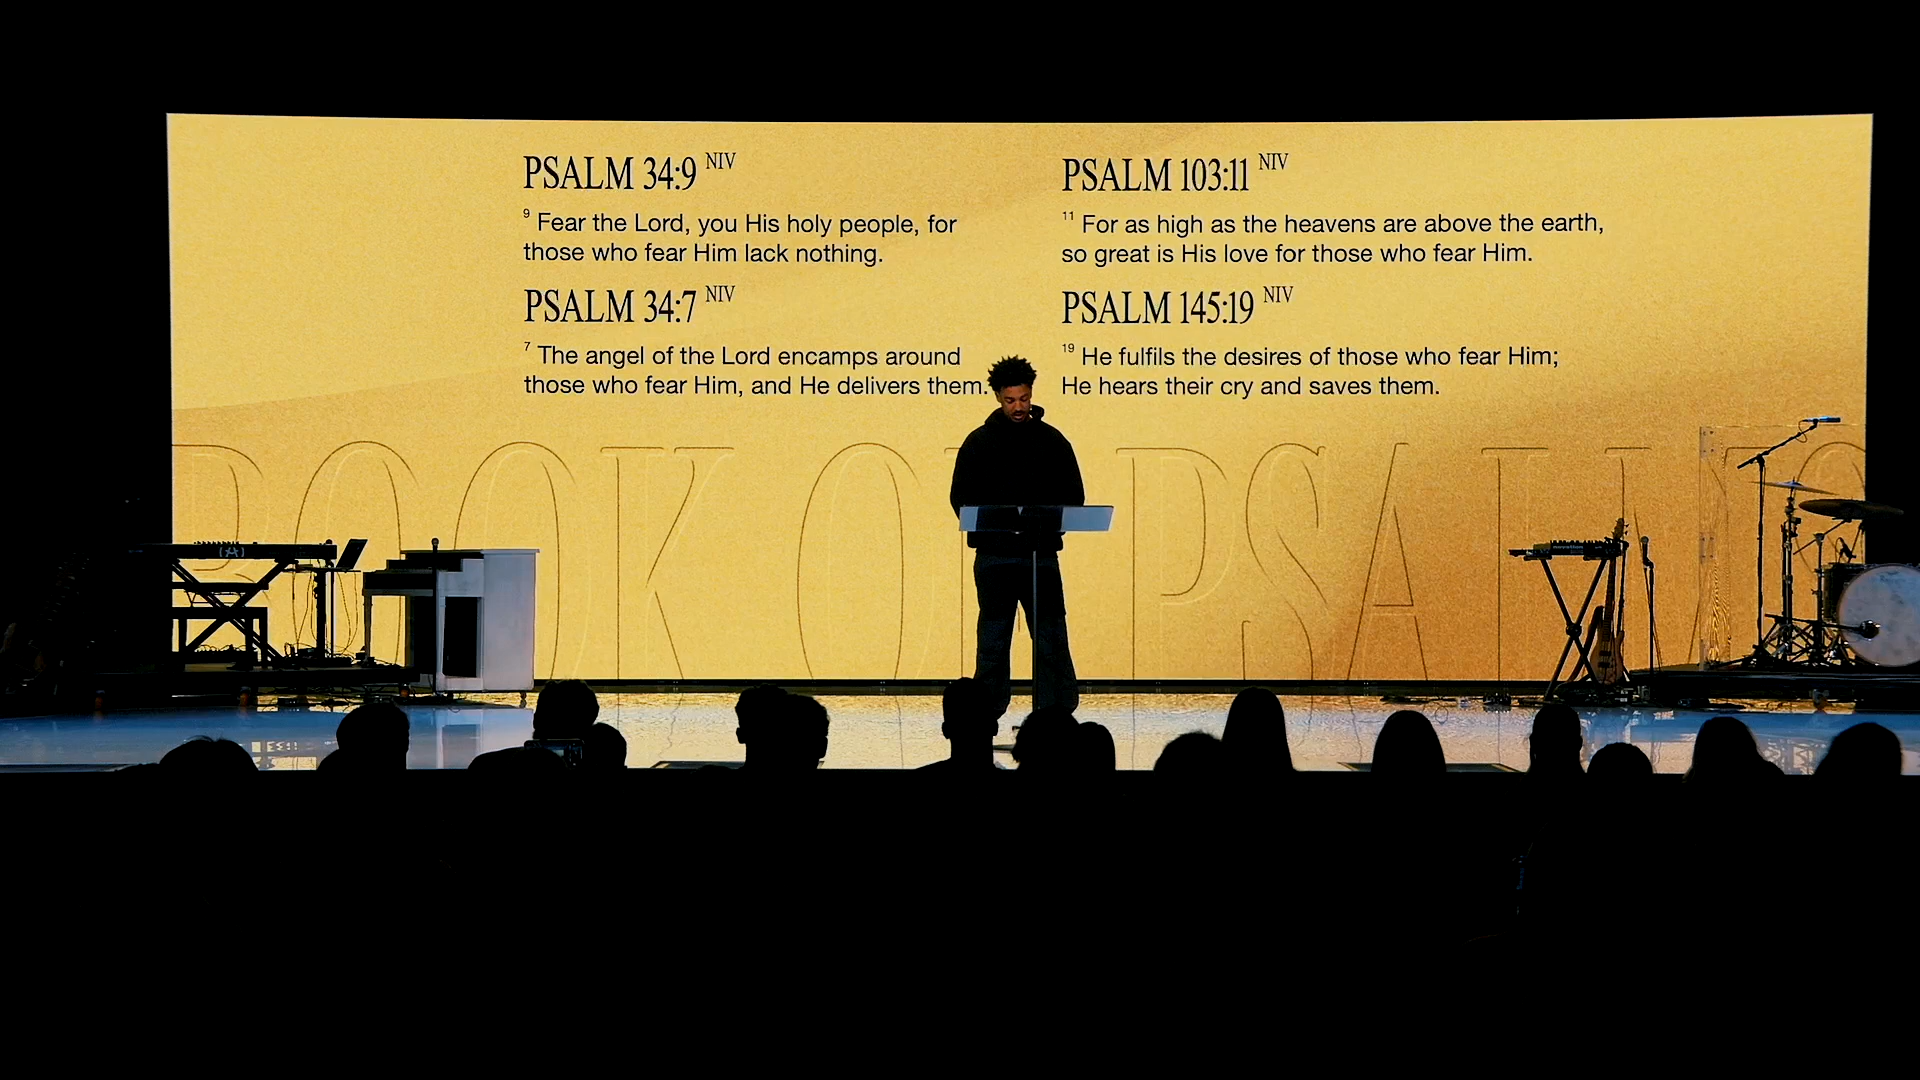 PSALM 34:9 NIV
9 Fear the Lord, you His holy people, for
those who fear Him lack nothing.
PSALM 34:7 NIV
7 The angel of the Lord encamps around
those who fear Him, and He delivers them.
PSALM 103:11 NIV
11 For as high as the heavens are above the earth,
so great is His love for those who fear Him.
PSALM 145:19 NIV
19 He fulfils the desires of those who fear Him;
He hears their cry and saves them.
BOOK OF PSALMS